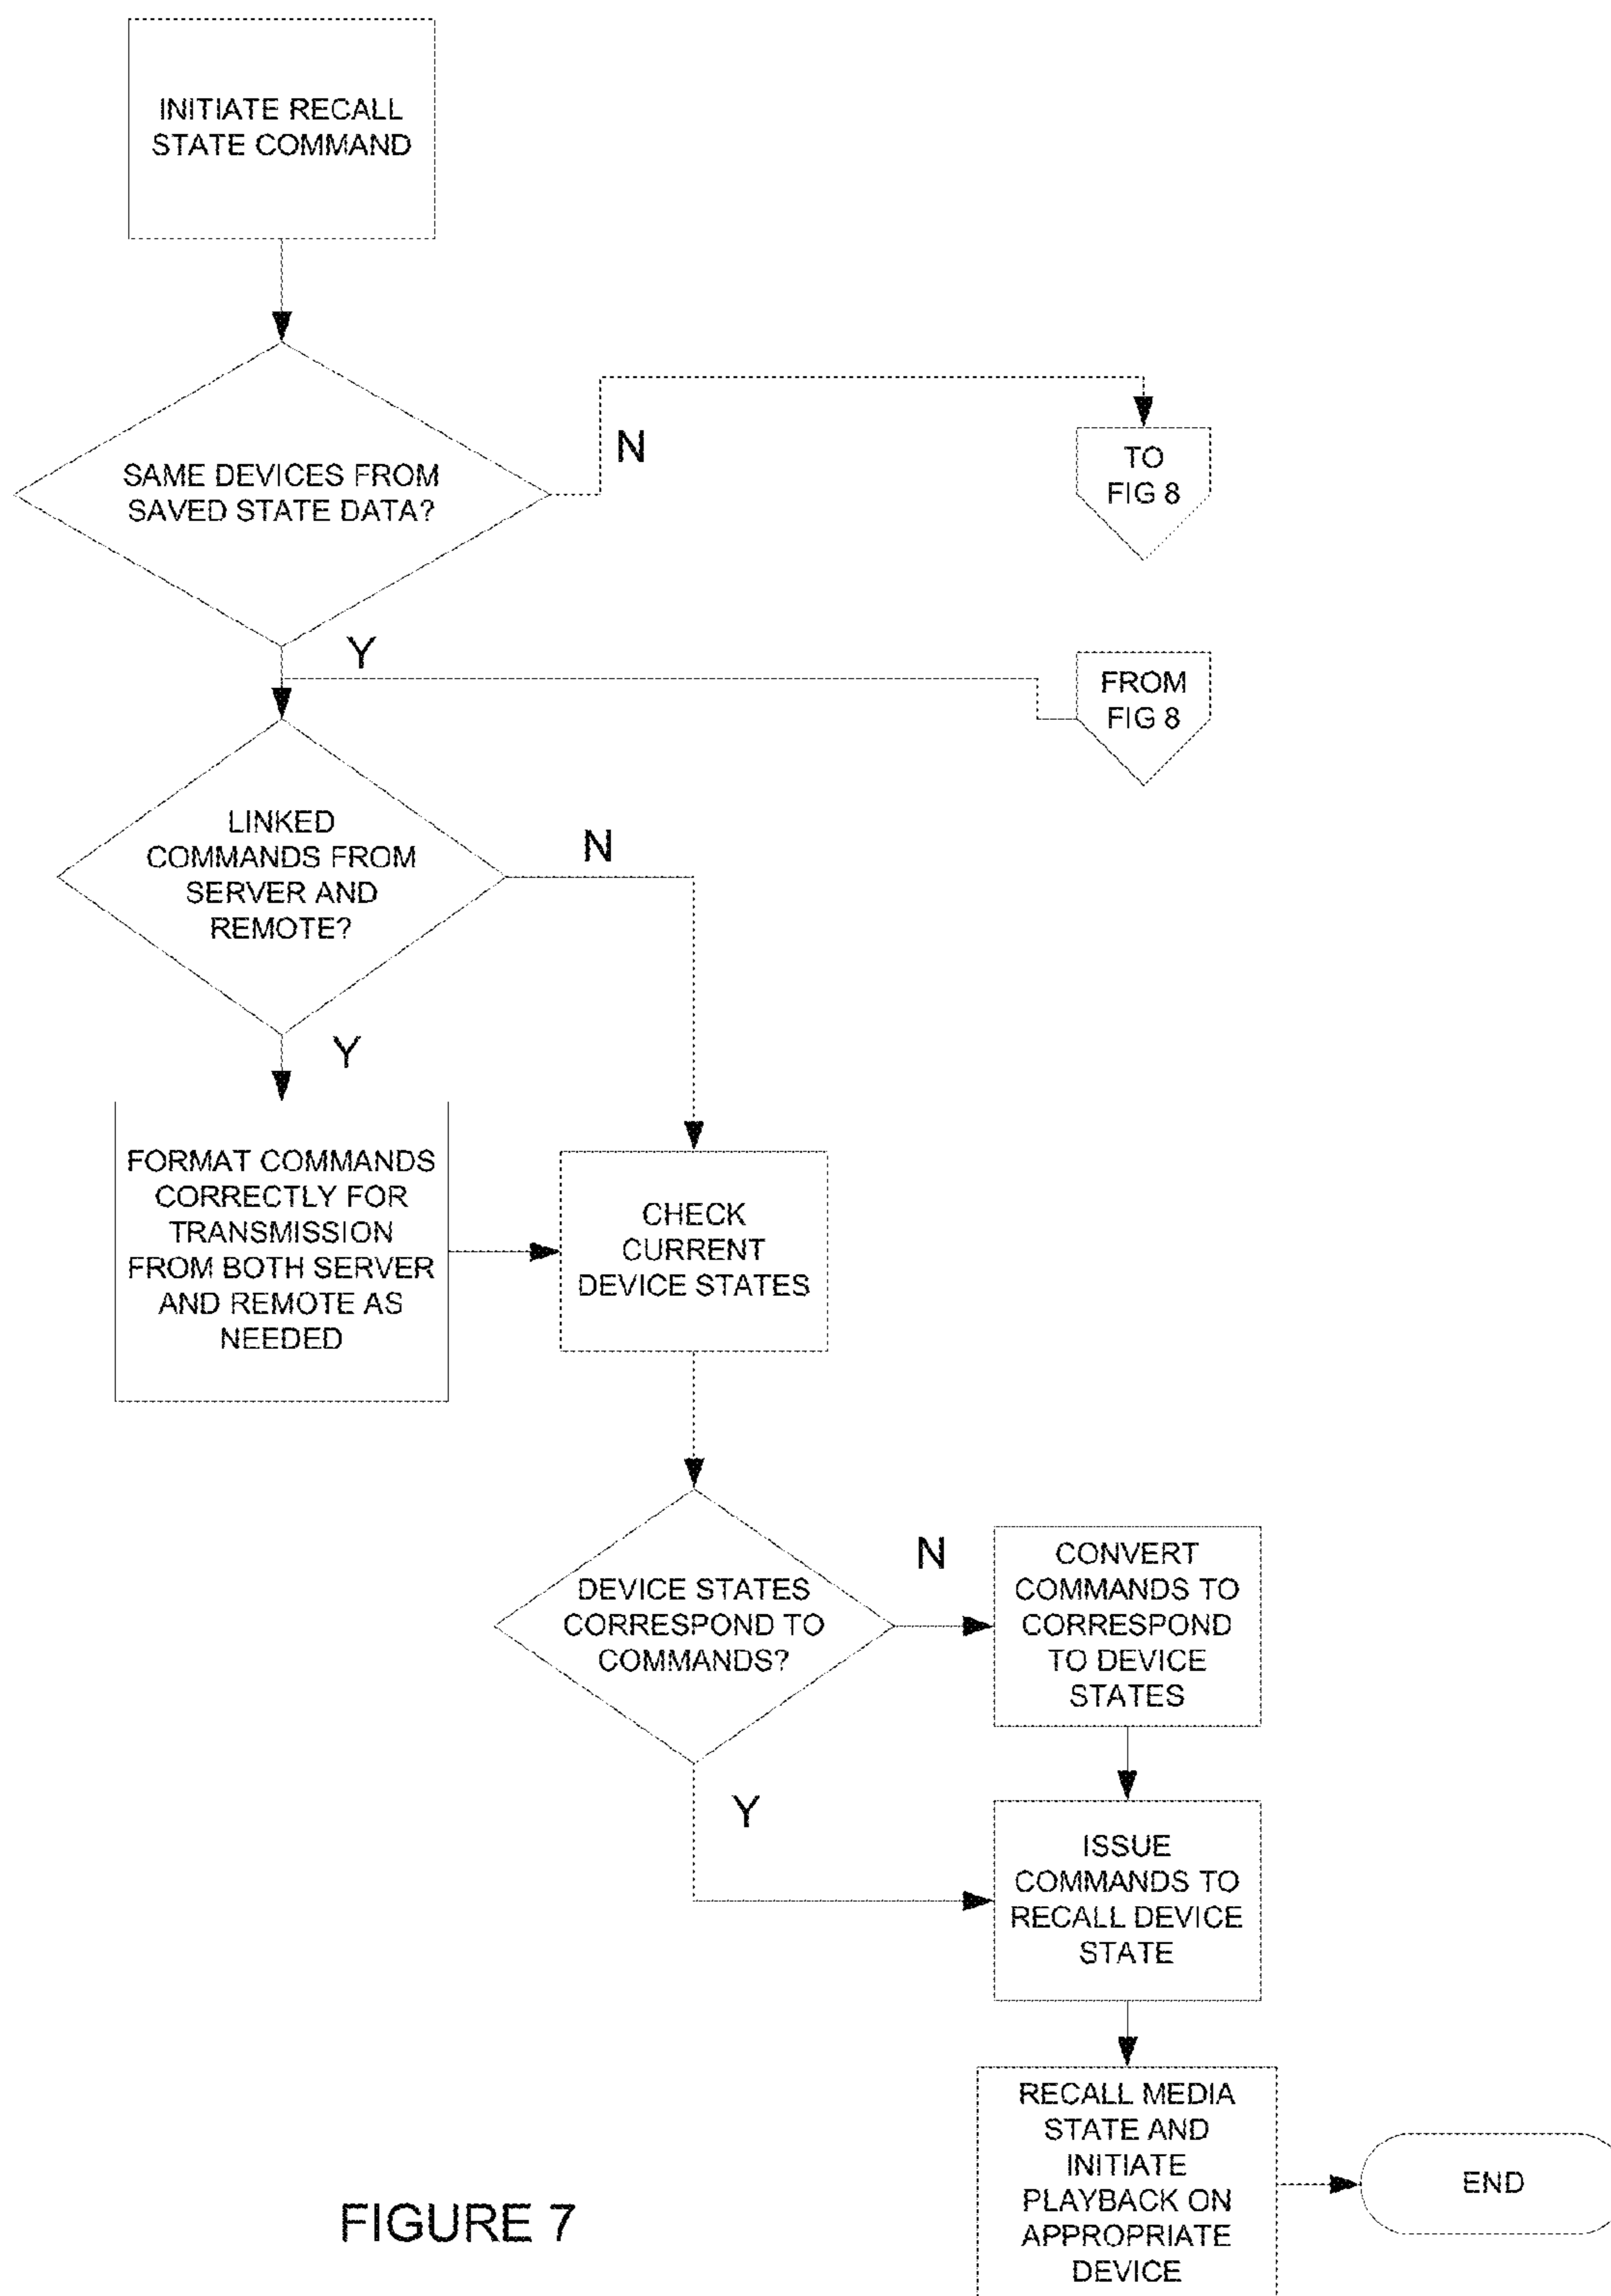 INITIATE RECALL
STATE COMMAND
SAME DEVICES FROM
SAVED STATE DATA?
N
TO
FIG 8
Y
FROM
FIG 8
LINKED
COMMANDS FROM
SERVER AND
REMOTE?
N
Y
FORMAT COMMANDS
CORRECTLY FOR
TRANSMISSION
FROM BOTH SERVER
AND REMOTE AS
NEEDED
CHECK
CURRENT
DEVICE STATES
DEVICE STATES
CORRESPOND TO
COMMANDS?
N
CONVERT
COMMANDS TO
CORRESPOND
TO DEVICE
STATES
Y
ISSUE
COMMANDS TO
RECALL DEVICE
STATE
RECALL MEDIA
STATE AND
INITIATE
PLAYBACK ON
APPROPRIATE
DEVICE
END
FIGURE 7